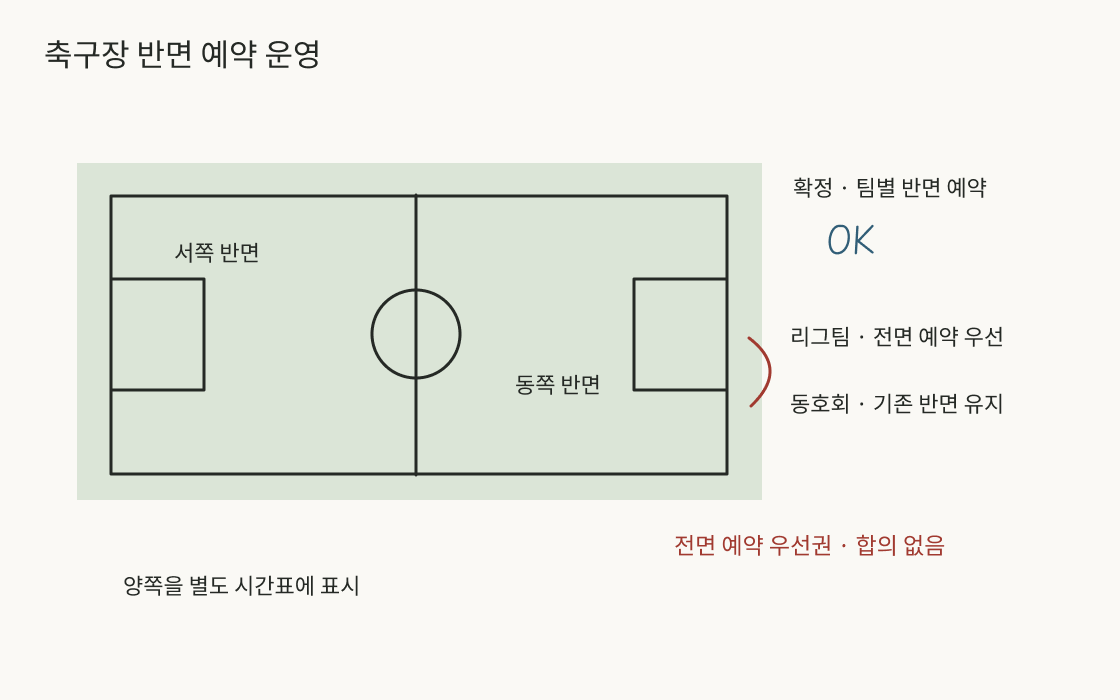 축구장 반면 예약 운영
확정 · 팀별 반면 예약
OK
서쪽 반면
리그팀 · 전면 예약 우선
동쪽 반면
동호회 · 기존 반면 유지
전면 예약 우선권 · 합의 없음
양쪽을 별도 시간표에 표시